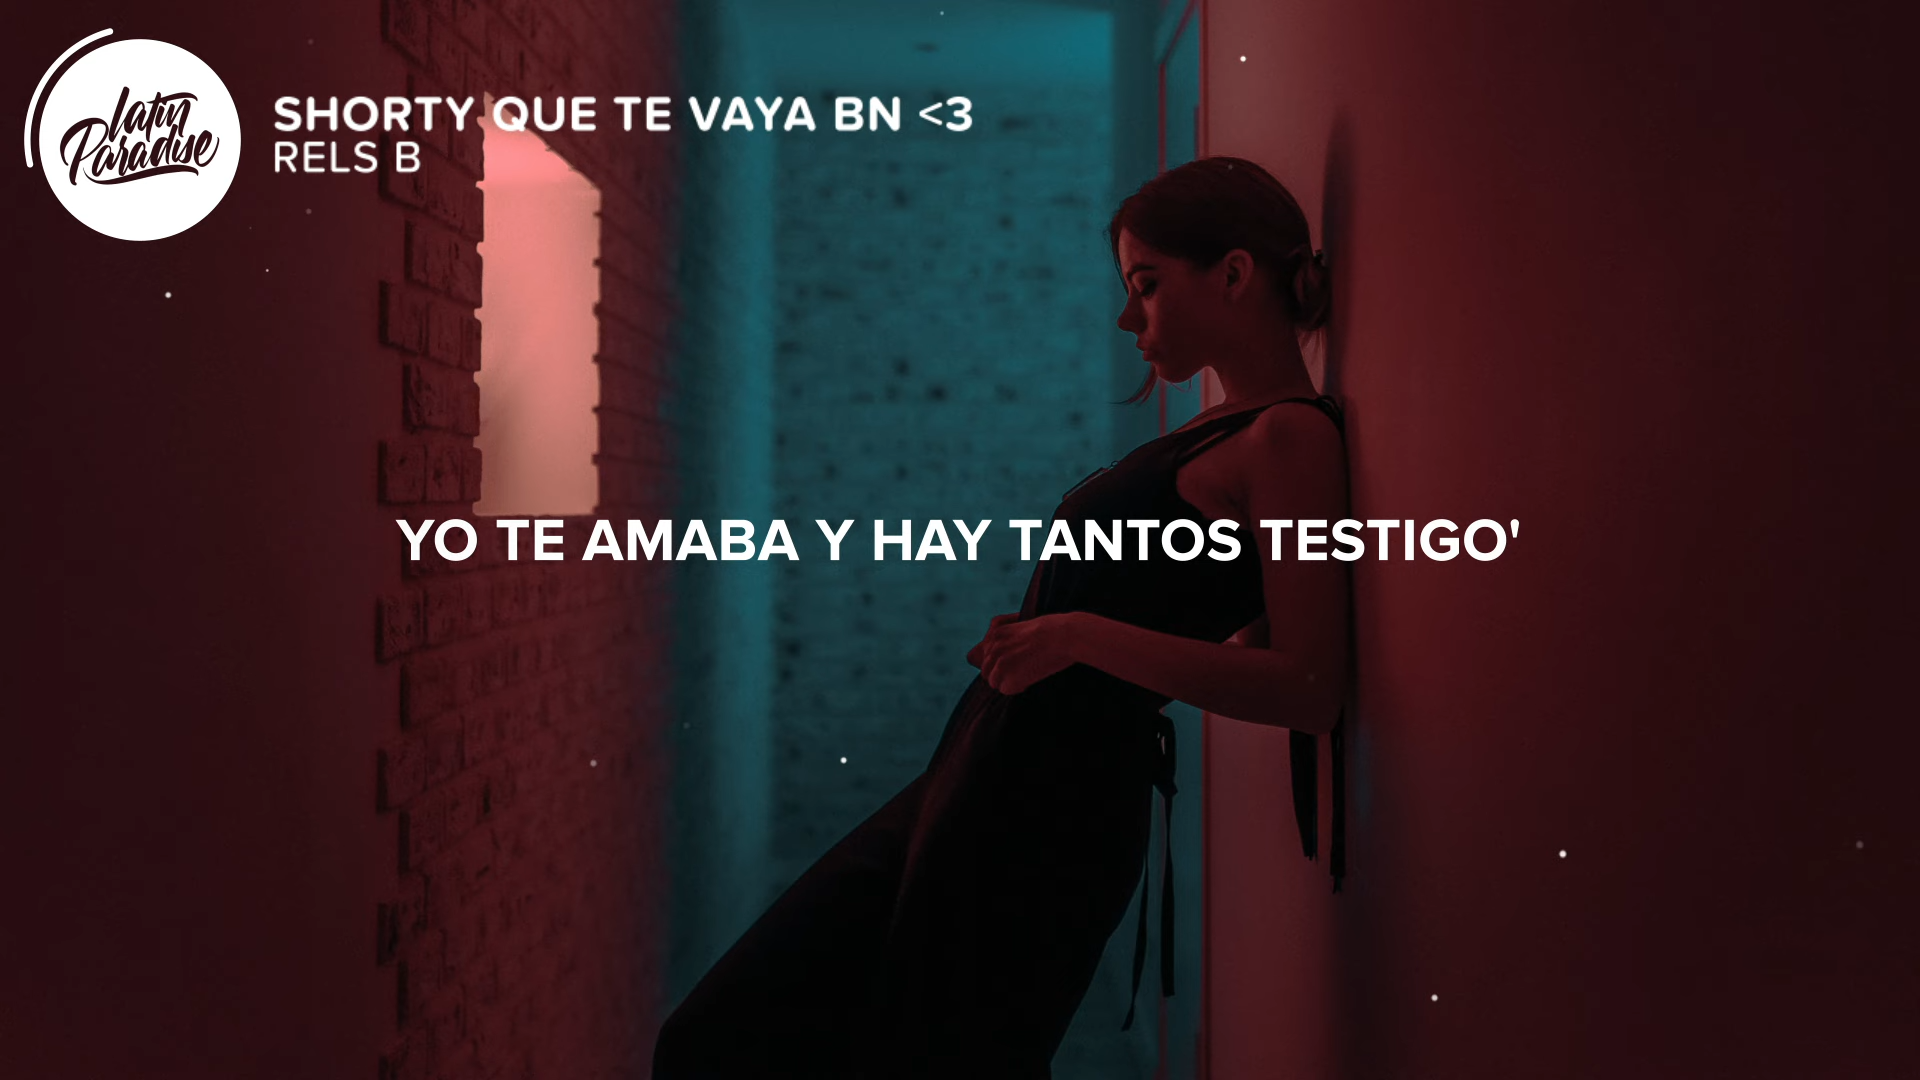 latin
Paradise
SHORTY QUE TE VAYA BN <3
RELS B
YO TE AMABA Y HAY TANTOS TESTIGO'